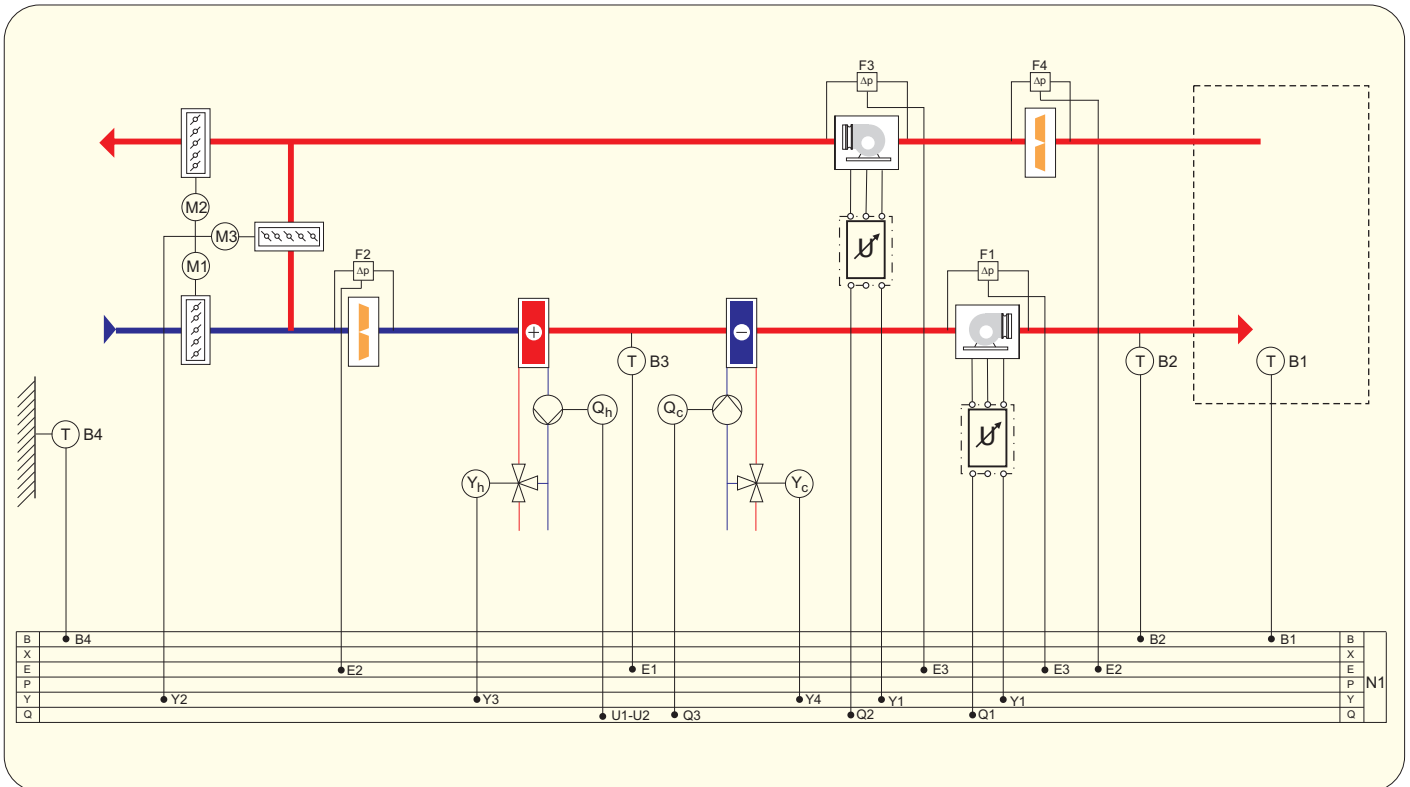 F3
F4
Δp
Δp
M2
M3
M1
F2
Δp
F1
Δp
U
+
−
T B3
T B2
T B1
Qh
Qc
T B4
U
Yh
Yc
B B4 B2 B1 B
X X
E E2 E1 E3 E3 E2 E
P P
N1
Y Y2 Y3 Y4 Y1 Y1 Y
Q U1-U2 Q3 Q2 Q1 Q